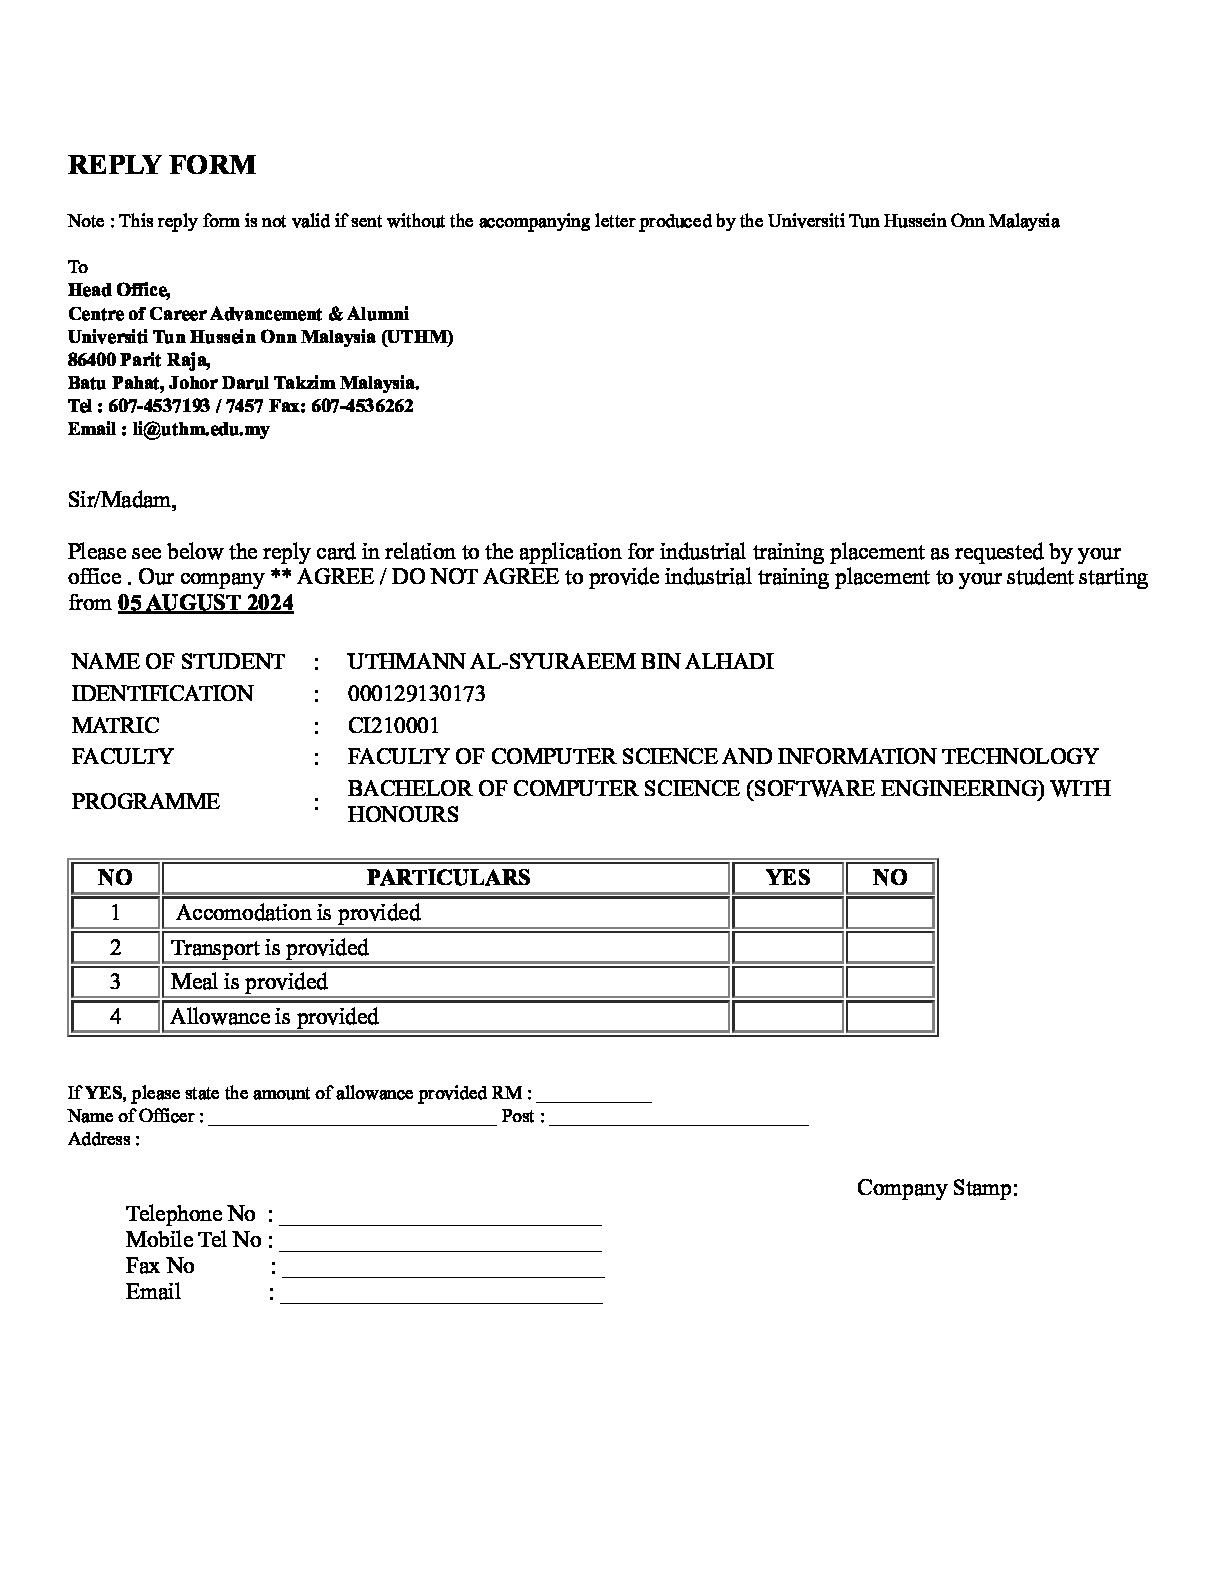 REPLY FORM
Note : This reply form is not valid if sent without the accompanying letter produced by the Universiti Tun Hussein Onn Malaysia
To
Head Office,
Centre of Career Advancement & Alumni
Universiti Tun Hussein Onn Malaysia (UTHM)
86400 Parit Raja,
Batu Pahat, Johor Darul Takzim Malaysia.
Tel : 607-4537193 / 7457 Fax: 607-4536262
Email : li@uthm.edu.my
Sir/Madam,
Please see below the reply card in relation to the application for industrial training placement as requested by your
office . Our company ** AGREE / DO NOT AGREE to provide industrial training placement to your student starting
from 05 AUGUST 2024
NAME OF STUDENT : UTHMANN AL-SYURAEEM BIN ALHADI
IDENTIFICATION : 000129130173
MATRIC : CI210001
FACULTY : FACULTY OF COMPUTER SCIENCE AND INFORMATION TECHNOLOGY
PROGRAMME : BACHELOR OF COMPUTER SCIENCE (SOFTWARE ENGINEERING) WITH
HONOURS
NO PARTICULARS YES NO
1 Accomodation is provided
2 Transport is provided
3 Meal is provided
4 Allowance is provided
If YES, please state the amount of allowance provided RM : ____________
Name of Officer : ______________________________ Post : ___________________________
Address :
Company Stamp:
Telephone No : ___________________________
Mobile Tel No : ___________________________
Fax No : ___________________________
Email : ___________________________